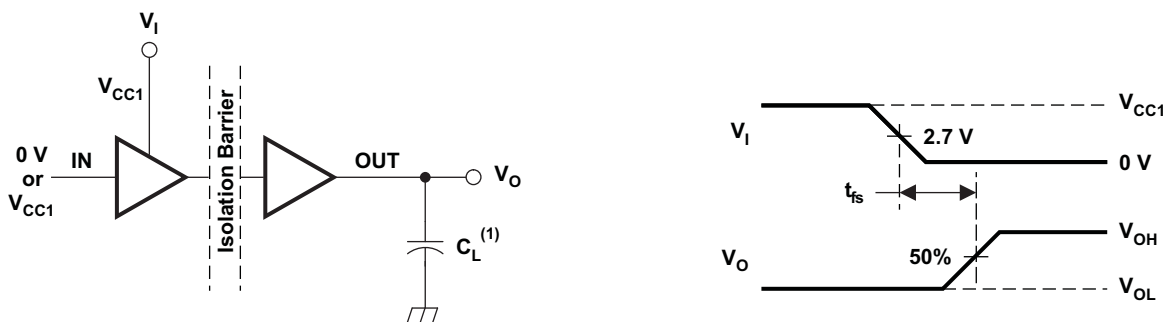 V_I
V_CC1
Isolation Barrier
0 V
or
V_CC1
IN
OUT
V_O
C_L^(1)
V_I
V_CC1
2.7 V
0 V
t_fs
V_O
50%
V_OH
V_OL